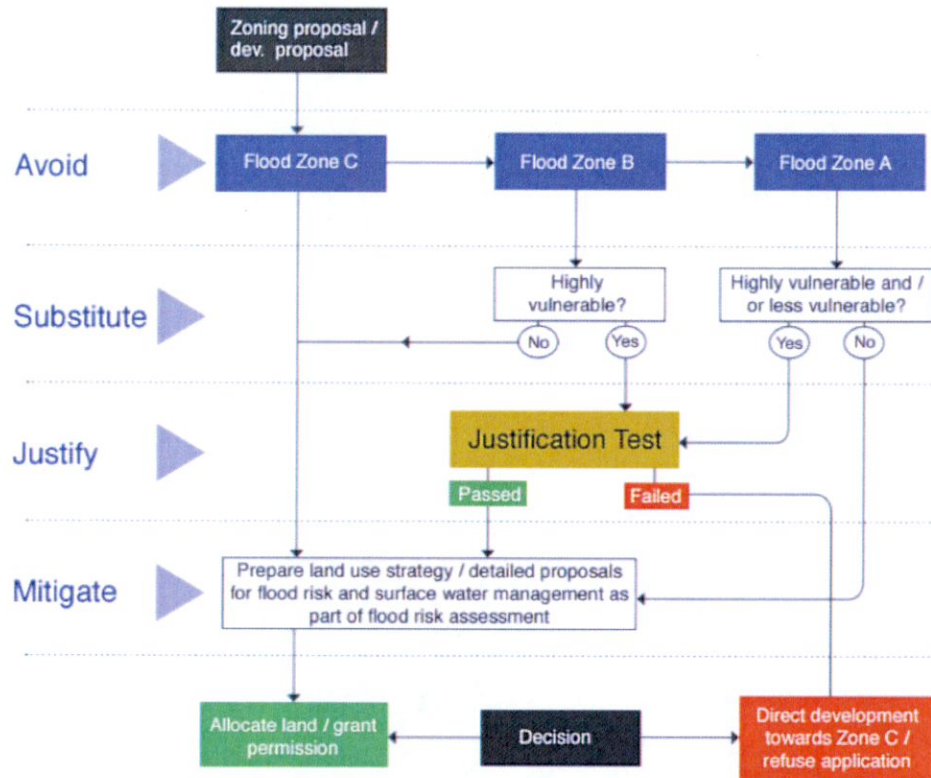 Zoning proposal /
dev. proposal
Avoid
Flood Zone C
Flood Zone B
Flood Zone A
Substitute
Highly
vulnerable?
Highly vulnerable and /
or less vulnerable?
No
Yes
Yes
No
Justify
Justification Test
Passed
Failed
Mitigate
Prepare land use strategy / detailed proposals
for flood risk and surface water management as
part of flood risk assessment
Allocate land / grant
permission
Decision
Direct development
towards Zone C /
refuse application